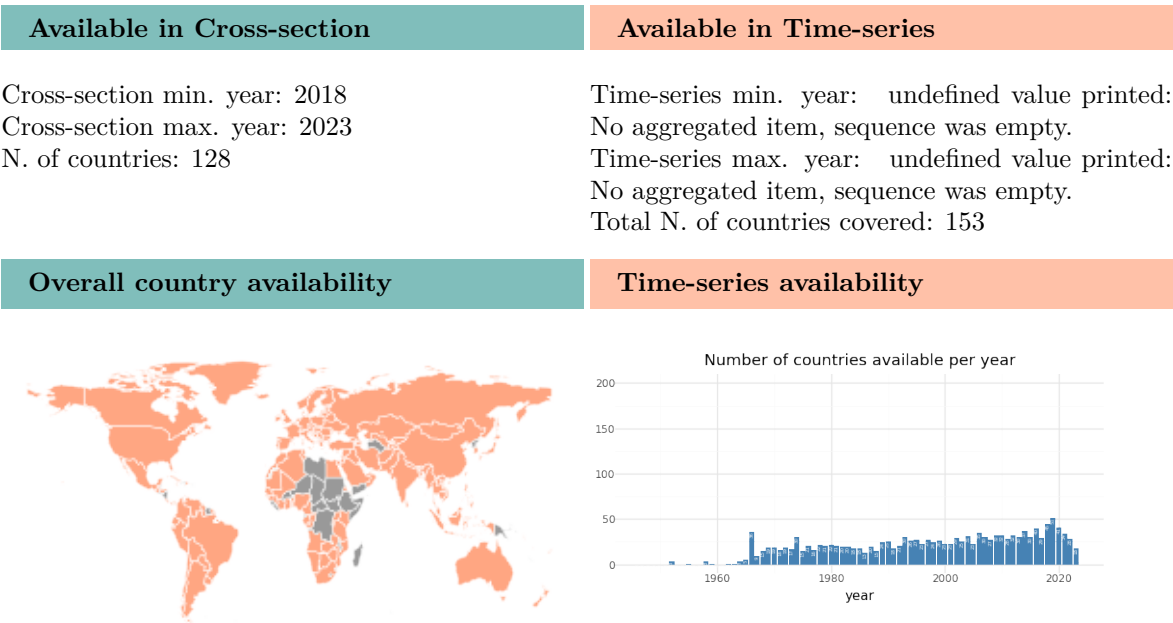 Available in Cross-section
Available in Time-series
Cross-section min. year: 2018
Cross-section max. year: 2023
N. of countries: 128
Time-series min. year: undefined value printed:
No aggregated item, sequence was empty.
Time-series max. year: undefined value printed:
No aggregated item, sequence was empty.
Total N. of countries covered: 153
Overall country availability
Time-series availability
Number of countries available per year
200
150
100
50
0
1960
1980
2000
2020
year